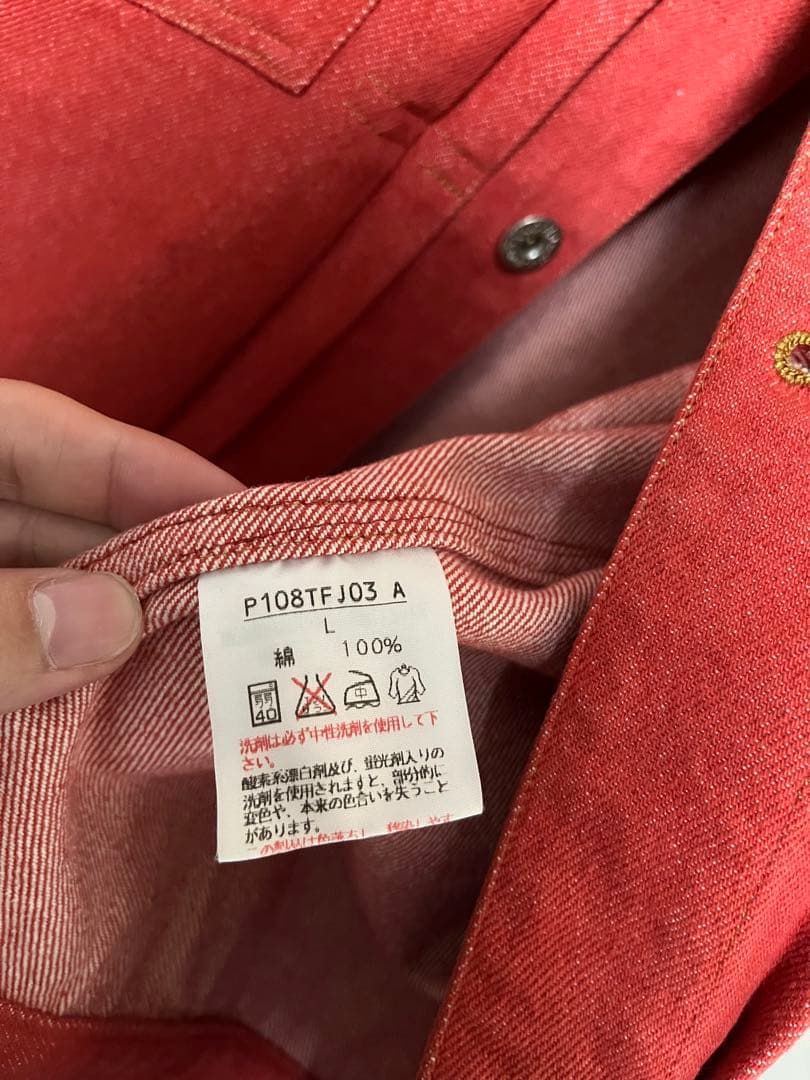 P108TFJ03 A
L
綿 100%
弱
40
洗剤は必ず中性洗剤を使用して下
さい。
酸素系漂白剤及び、蛍光剤入りの
洗剤を使用されますと、部分的に
変色や、本来の色合いを失うこと
があります。